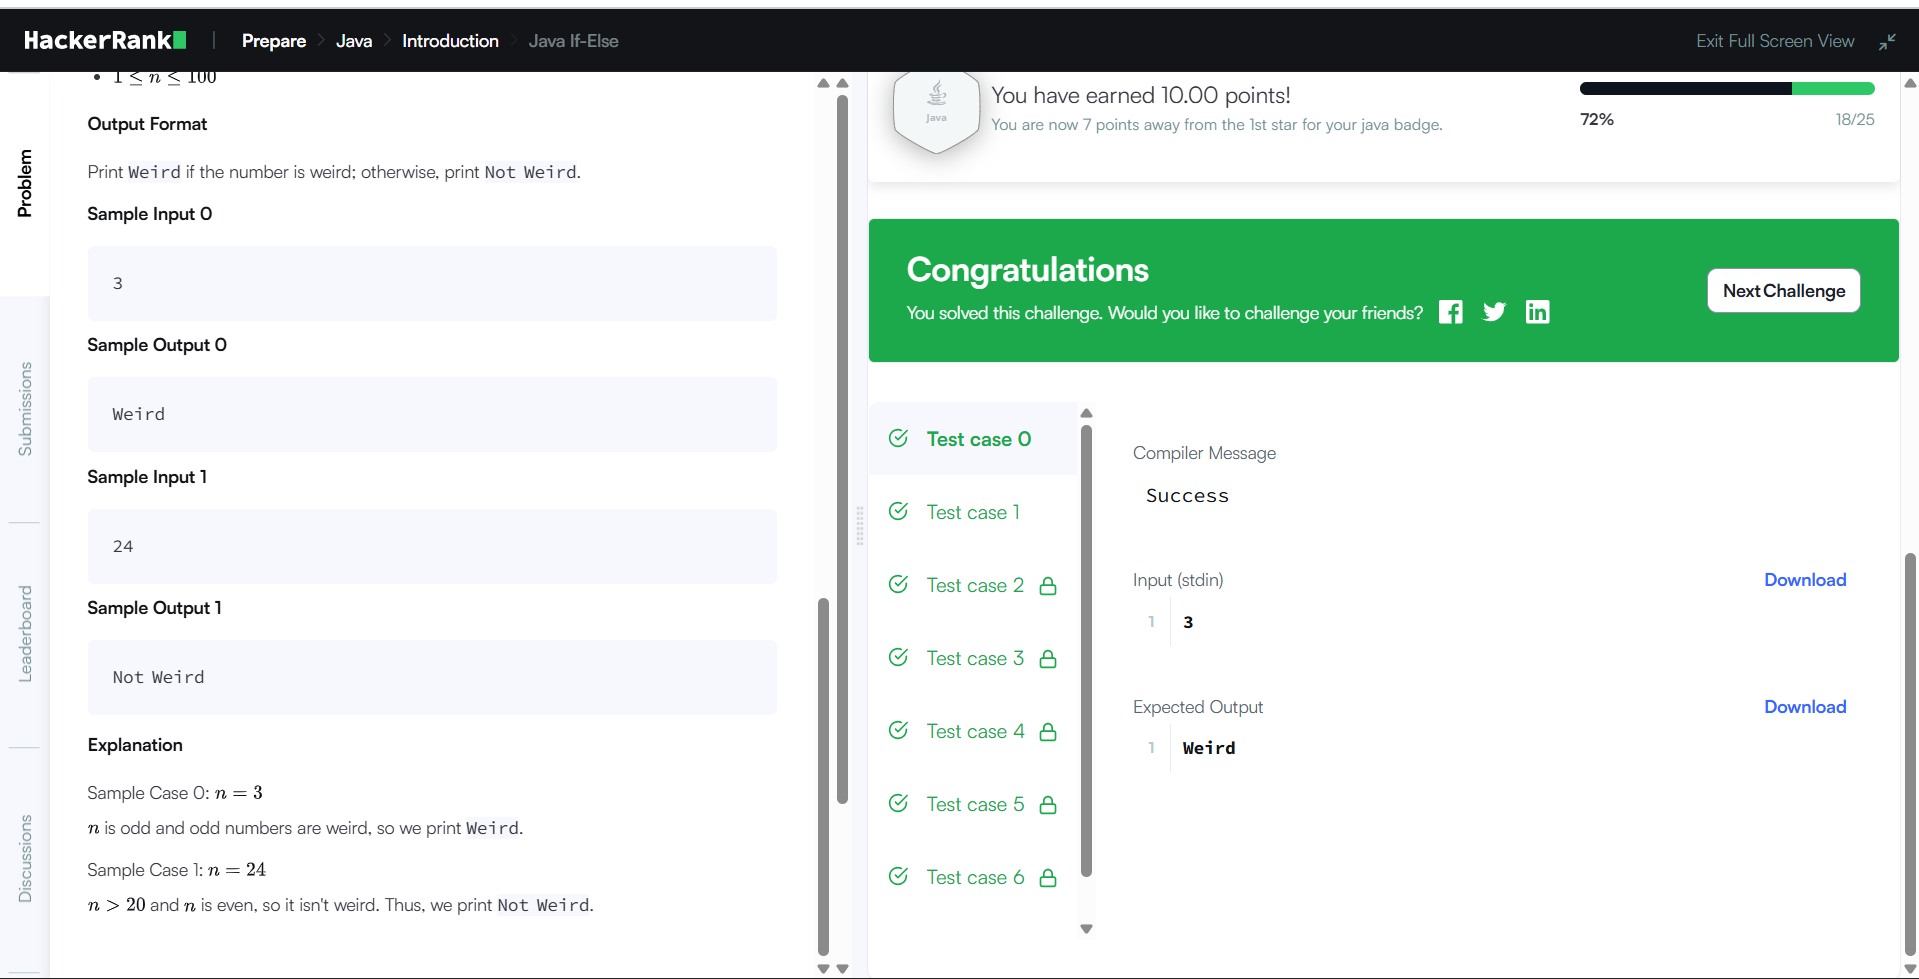 HackerRank
Prepare
Java
Introduction
Java If-Else
Exit Full Screen View
Problem
Submissions
Leaderboard
Discussions
• 1 ≤ n ≤ 100
Output Format
Print Weird if the number is weird; otherwise, print Not Weird.
Sample Input 0
3
Sample Output 0
Weird
Sample Input 1
24
Sample Output 1
Not Weird
Explanation
Sample Case 0: n = 3
n is odd and odd numbers are weird, so we print Weird.
Sample Case 1: n = 24
n > 20 and n is even, so it isn't weird. Thus, we print Not Weird.
Java
You have earned 10.00 points!
You are now 7 points away from the 1st star for your java badge.
72%
18/25
Congratulations
You solved this challenge. Would you like to challenge your friends?
Next Challenge
Test case 0
Test case 1
Test case 2
Test case 3
Test case 4
Test case 5
Test case 6
Compiler Message
Success
Input (stdin)
Download
1 3
Expected Output
Download
1 Weird